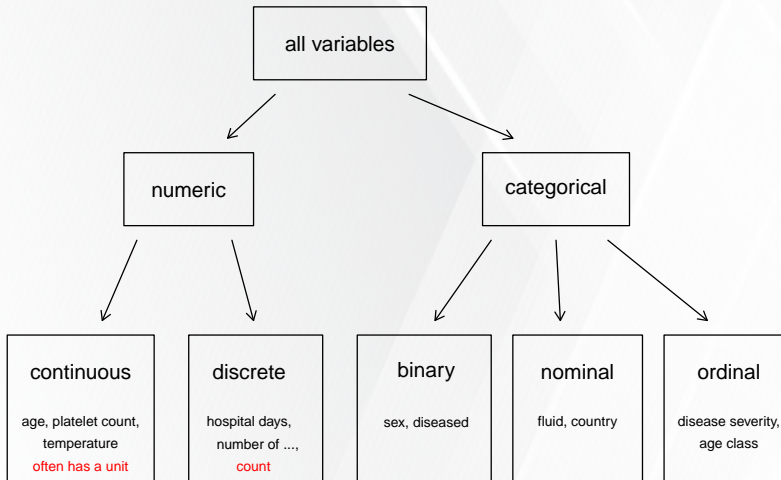 all variables
numeric
categorical
continuous
age, platelet count,
temperature
often has a unit
discrete
hospital days,
number of ...,
count
binary
sex, diseased
nominal
fluid, country
ordinal
disease severity,
age class